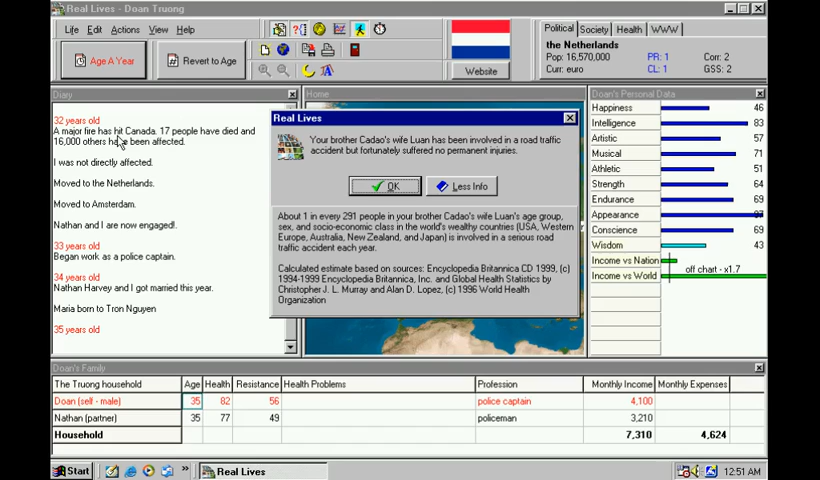 Real Lives - Doan Truong
Life Edit Actions View Help
Age A Year
Revert to Age
Website
Political Society Health WWW
the Netherlands
Pop: 16,570,000 PR: 1 Corr: 2
Curr: euro CL: 1 GSS: 2
Diary
32 years old
A major fire has hit Canada. 17 people have died and
16,000 others have been affected.
I was not directly affected.
Moved to the Netherlands.
Moved to Amsterdam.
Nathan and I are now engaged!.
33 years old
Began work as a police captain.
34 years old
Nathan Harvey and I got married this year.
Maria born to Tron Nguyen
35 years old
Home
Real Lives
Your brother Cadao's wife Luan has been involved in a road traffic
accident but fortunately suffered no permanent injuries.
OK
Less Info
About 1 in every 291 people in your brother Cadao's wife Luan's age group,
sex, and socio-economic class in the world's wealthy countries (USA, Western
Europe, Australia, New Zealand, and Japan) is involved in a serious road
traffic accident each year.
Calculated estimate based on sources: Encyclopedia Britannica CD 1999, (c)
1994-1999 Encyclopedia Britannica, Inc. and Global Health Statistics by
Christopher J. L. Murray and Alan D. Lopez, (c) 1996 World Health
Organization
Doan's Personal Data
Happiness 46
Intelligence 83
Artistic 57
Musical 71
Athletic 51
Strength 64
Endurance 69
Appearance
Conscience 69
Wisdom 43
Income vs Nation
Income vs World
off chart - x1.7
Doan's Family
The Truong household Age Health Resistance Health Problems Profession Monthly Income Monthly Expenses
Doan (self - male) 35 82 56 police captain 4,100
Nathan (partner) 35 77 49 policeman 3,210
Household 7,310 4,624
Start
Real Lives
12:51 AM